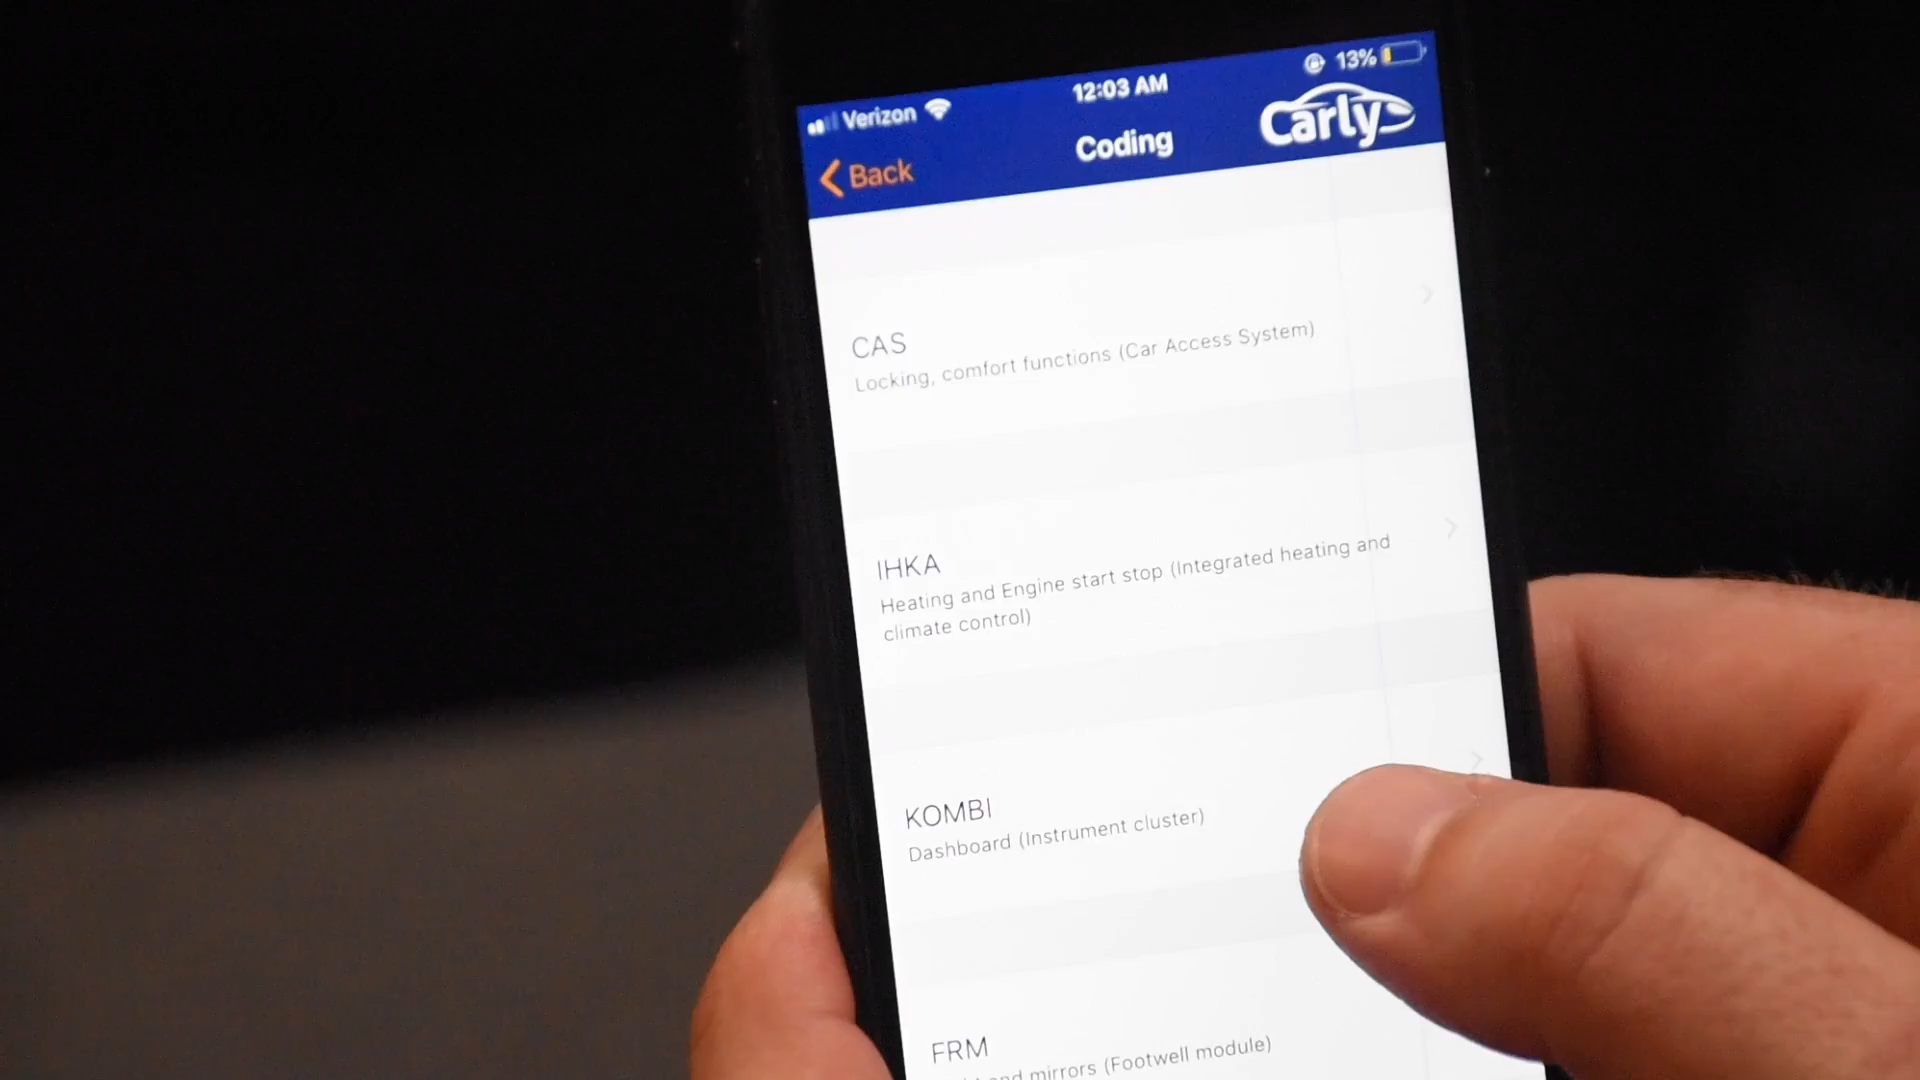 Verizon 12:03 AM 13%
Back Coding Carly
CAS
Locking, comfort functions (Car Access System)
IHKA
Heating and Engine start stop (Integrated heating and
climate control)
KOMBI
Dashboard (Instrument cluster)
FRM
and mirrors (Footwell module)